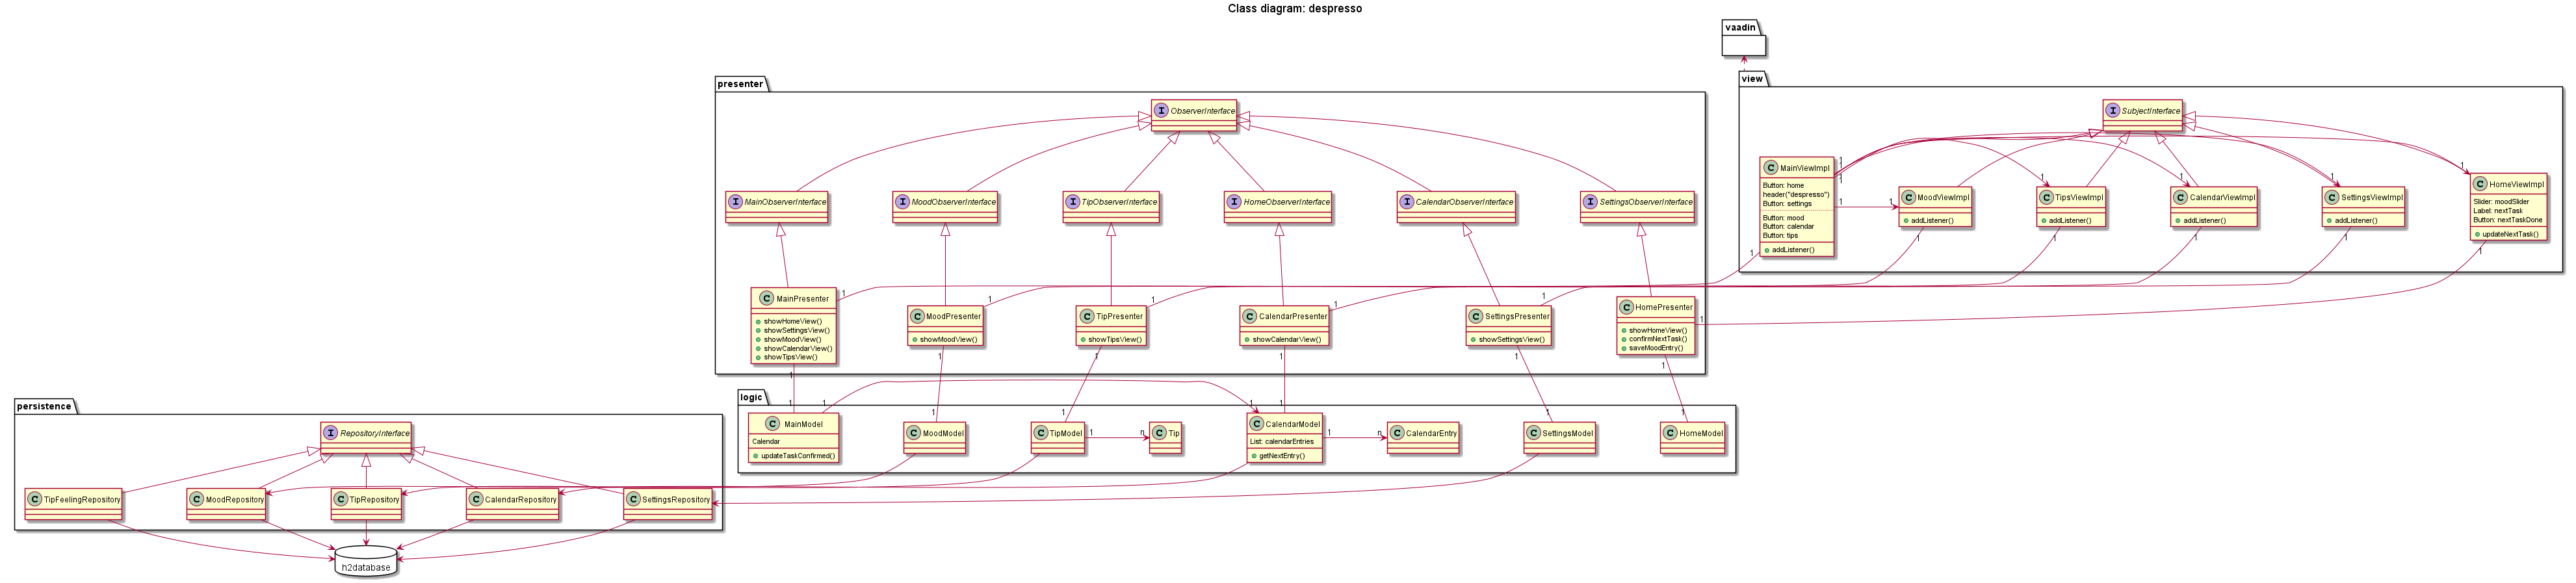 Class diagram: despresso
vaadin
view
I SubjectInterface
C MainViewImpl
Button: home
header("despresso")
Button: settings
Button: mood
Button: calendar
Button: tips
addListener()
C MoodViewImpl
addListener()
C TipsViewImpl
addListener()
C CalendarViewImpl
addListener()
C SettingsViewImpl
addListener()
C HomeViewImpl
Slider: moodSlider
Label: nextTask
Button: nextTaskDone
updateNextTask()
1
1
1
1
1
1
1
1
1
1
1
1
1
1
presenter
I ObserverInterface
I MainObserverInterface
I MoodObserverInterface
I TipObserverInterface
I HomeObserverInterface
I CalendarObserverInterface
I SettingsObserverInterface
C MainPresenter
showHomeView()
showSettingsView()
showMoodView()
showCalendarView()
showTipsView()
C MoodPresenter
showMoodView()
C TipPresenter
showTipsView()
C CalendarPresenter
showCalendarView()
C SettingsPresenter
showSettingsView()
C HomePresenter
showHomeView()
confirmNextTask()
saveMoodEntry()
1
1
1
1
1
1
1
1
1
1
1
1
logic
C MainModel
Calendar
updateTaskConfirmed()
C MoodModel
C TipModel
C Tip
C CalendarModel
List: calendarEntries
getNextEntry()
C CalendarEntry
C SettingsModel
C HomeModel
1
1
1
1
1
1
1
1
1
n
1
n
persistence
I RepositoryInterface
C TipFeelingRepository
C MoodRepository
C TipRepository
C CalendarRepository
C SettingsRepository
h2database